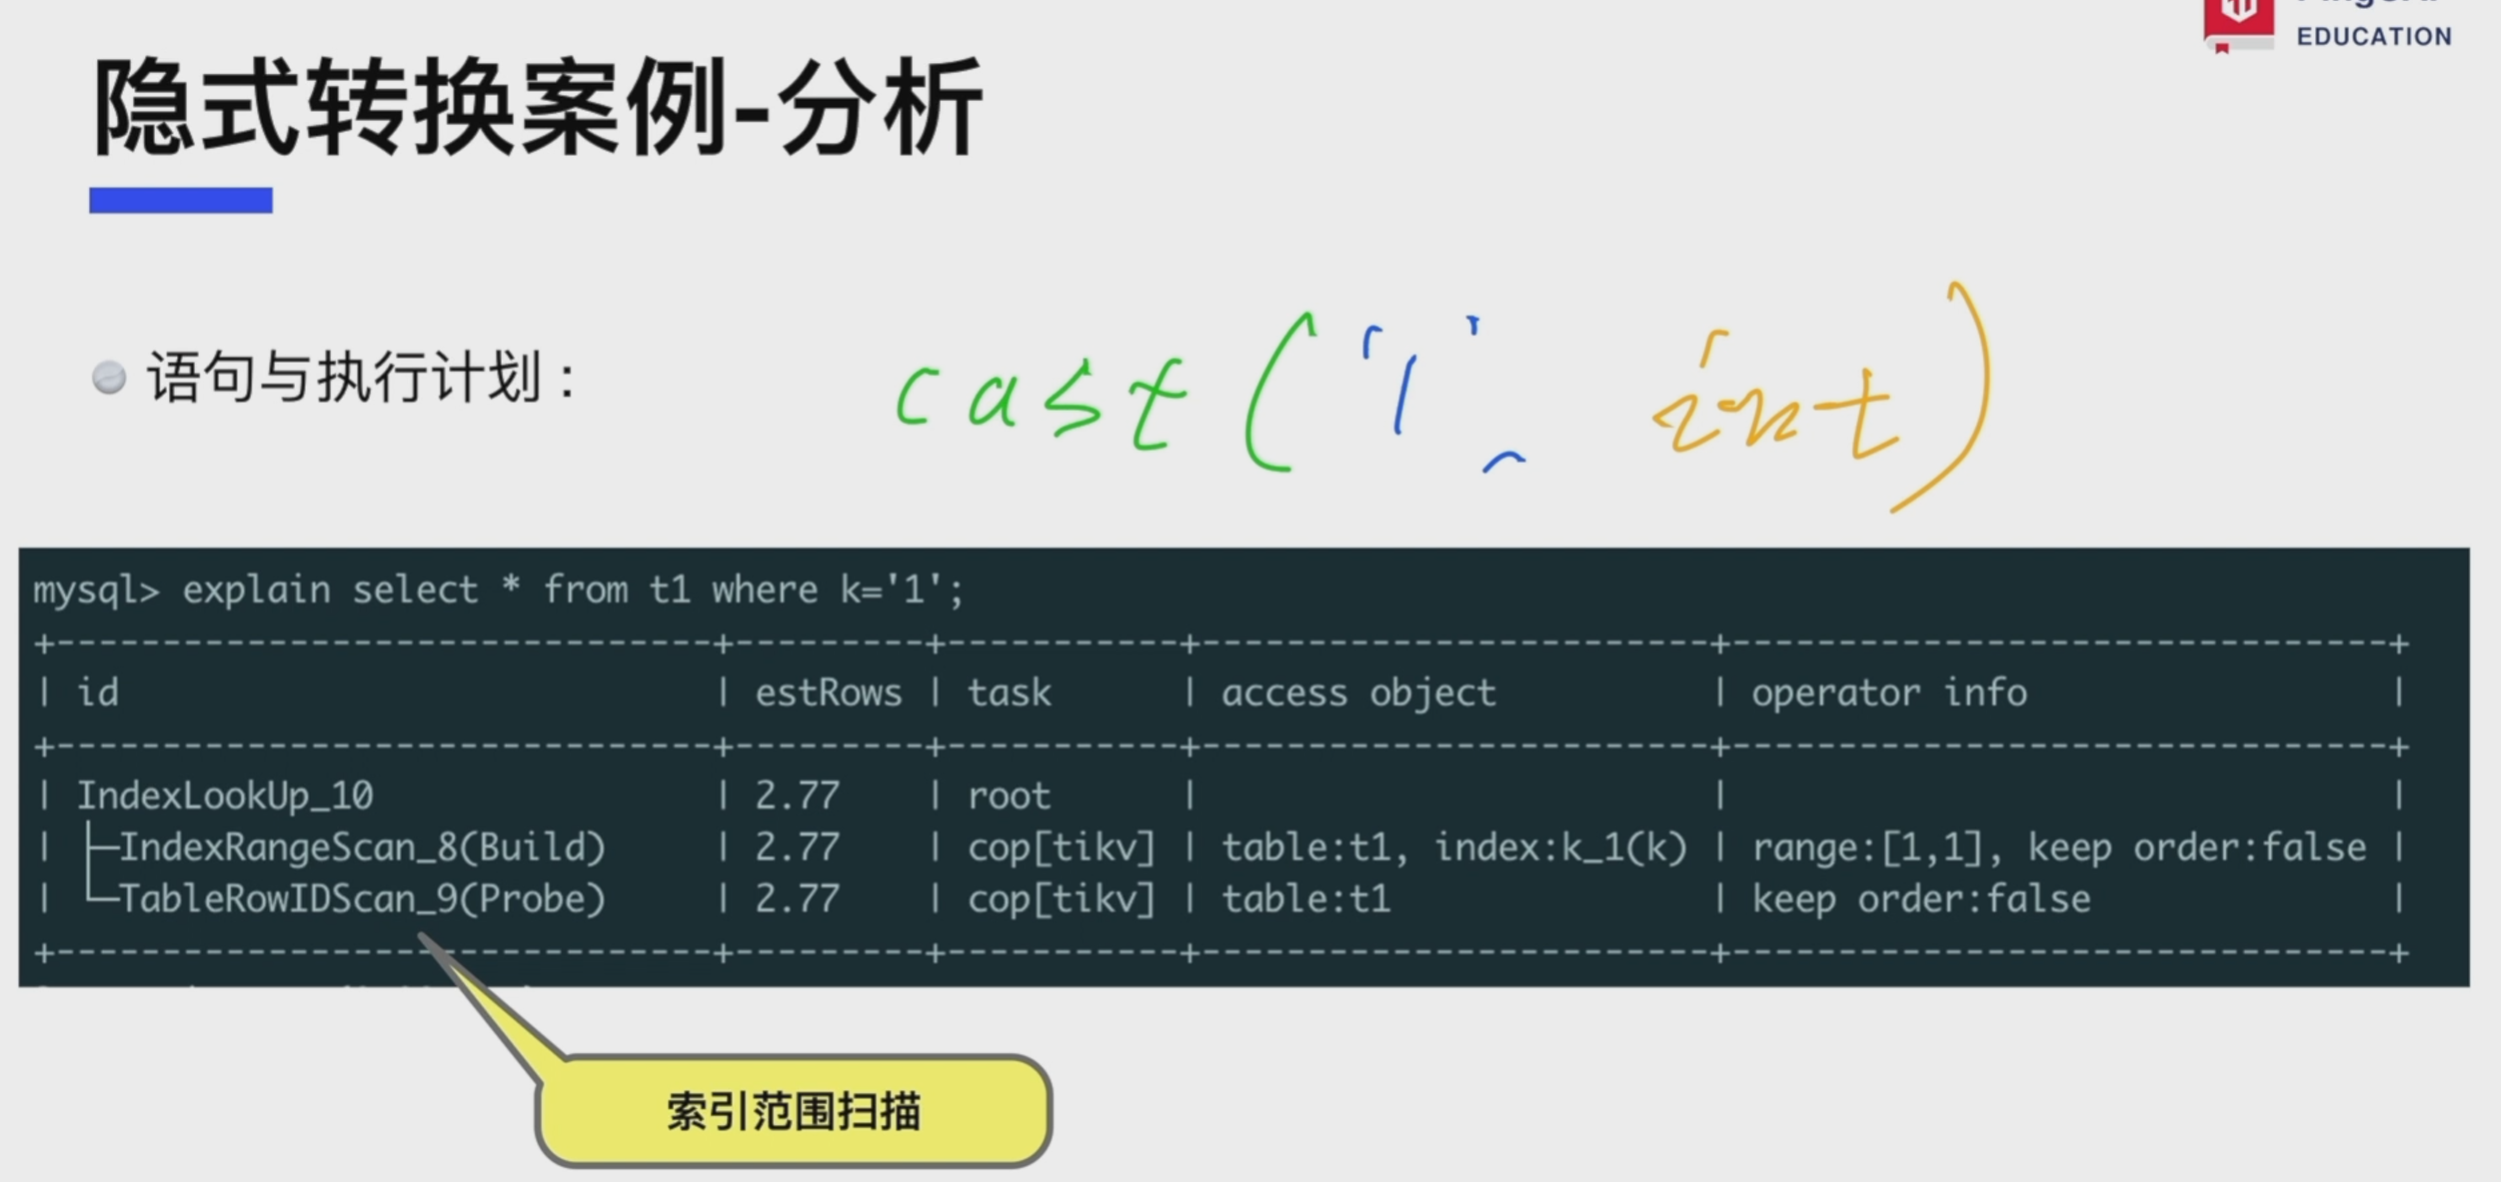 EDUCATION
隐式转换案例-分析
语句与执行计划：
cast('1', int)
mysql> explain select * from t1 where k='1';
+-------------------------------+---------+-----------+------------------------+-------------------------------+
| id | estRows | task | access object | operator info |
+-------------------------------+---------+-----------+------------------------+-------------------------------+
| IndexLookUp_10 | 2.77 | root | | |
| ├─IndexRangeScan_8(Build) | 2.77 | cop[tikv] | table:t1, index:k_1(k) | range:[1,1], keep order:false |
| └─TableRowIDScan_9(Probe) | 2.77 | cop[tikv] | table:t1 | keep order:false |
+-------------------------------+---------+-----------+------------------------+-------------------------------+
索引范围扫描